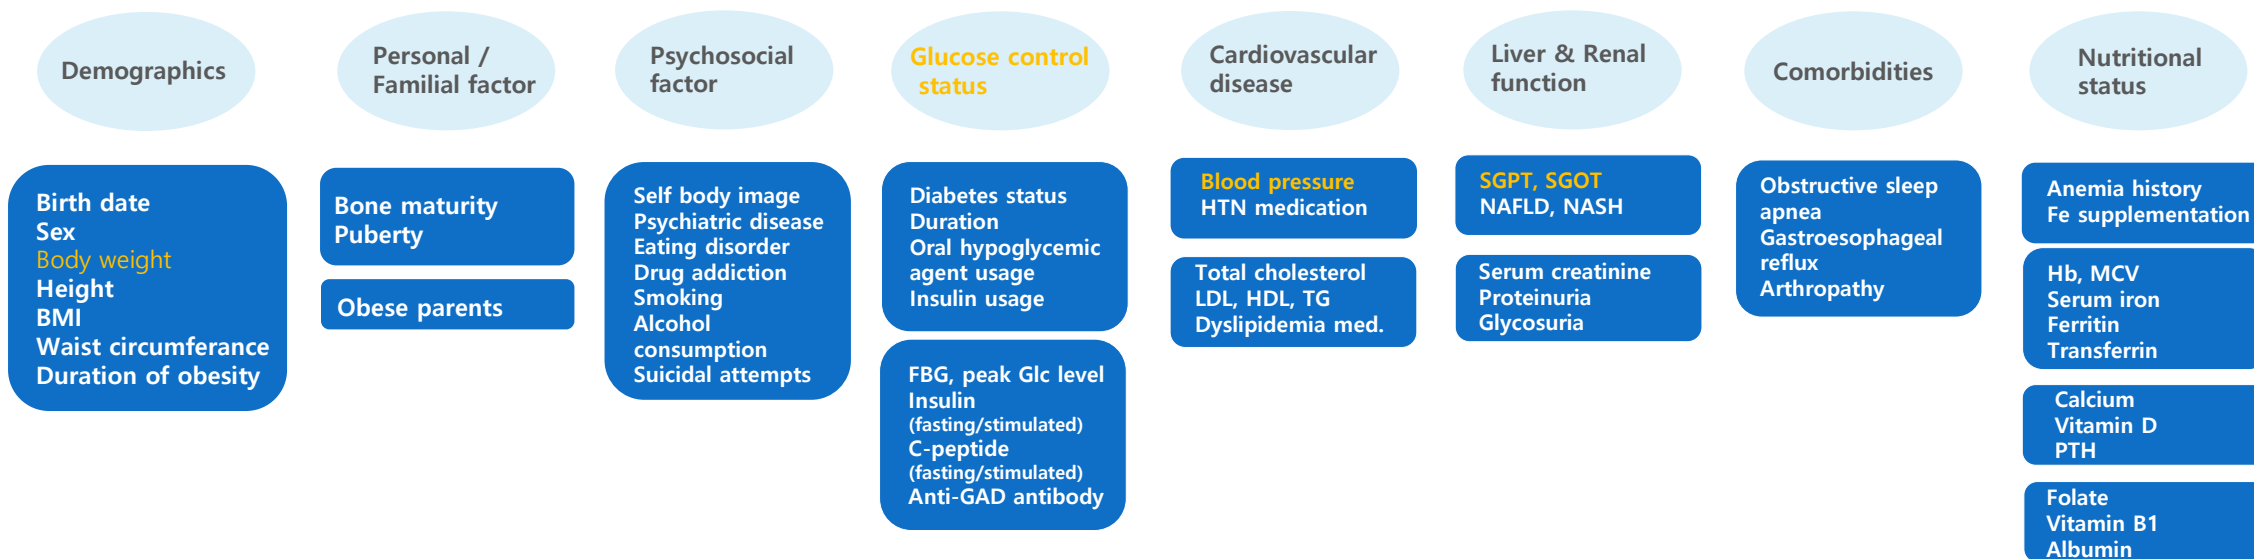 Demographics
Birth date
Sex
Body weight
Height
BMI
Waist circumferance
Duration of obesity
Personal /
Familial factor
Bone maturity
Puberty
Obese parents
Psychosocial
factor
Self body image
Psychiatric disease
Eating disorder
Drug addiction
Smoking
Alcohol
consumption
Suicidal attempts
Glucose control
status
Diabetes status
Duration
Oral hypoglycemic
agent usage
Insulin usage
FBG, peak Glc level
Insulin
(fasting/stimulated)
C-peptide
(fasting/stimulated)
Anti-GAD antibody
Cardiovascular
disease
Blood pressure
HTN medication
Total cholesterol
LDL, HDL, TG
Dyslipidemia med.
Liver & Renal
function
SGPT, SGOT
NAFLD, NASH
Serum creatinine
Proteinuria
Glycosuria
Comorbidities
Obstructive sleep
apnea
Gastroesophageal
reflux
Arthropathy
Nutritional
status
Anemia history
Fe supplementation
Hb, MCV
Serum iron
Ferritin
Transferrin
Calcium
Vitamin D
PTH
Folate
Vitamin B1
Albumin